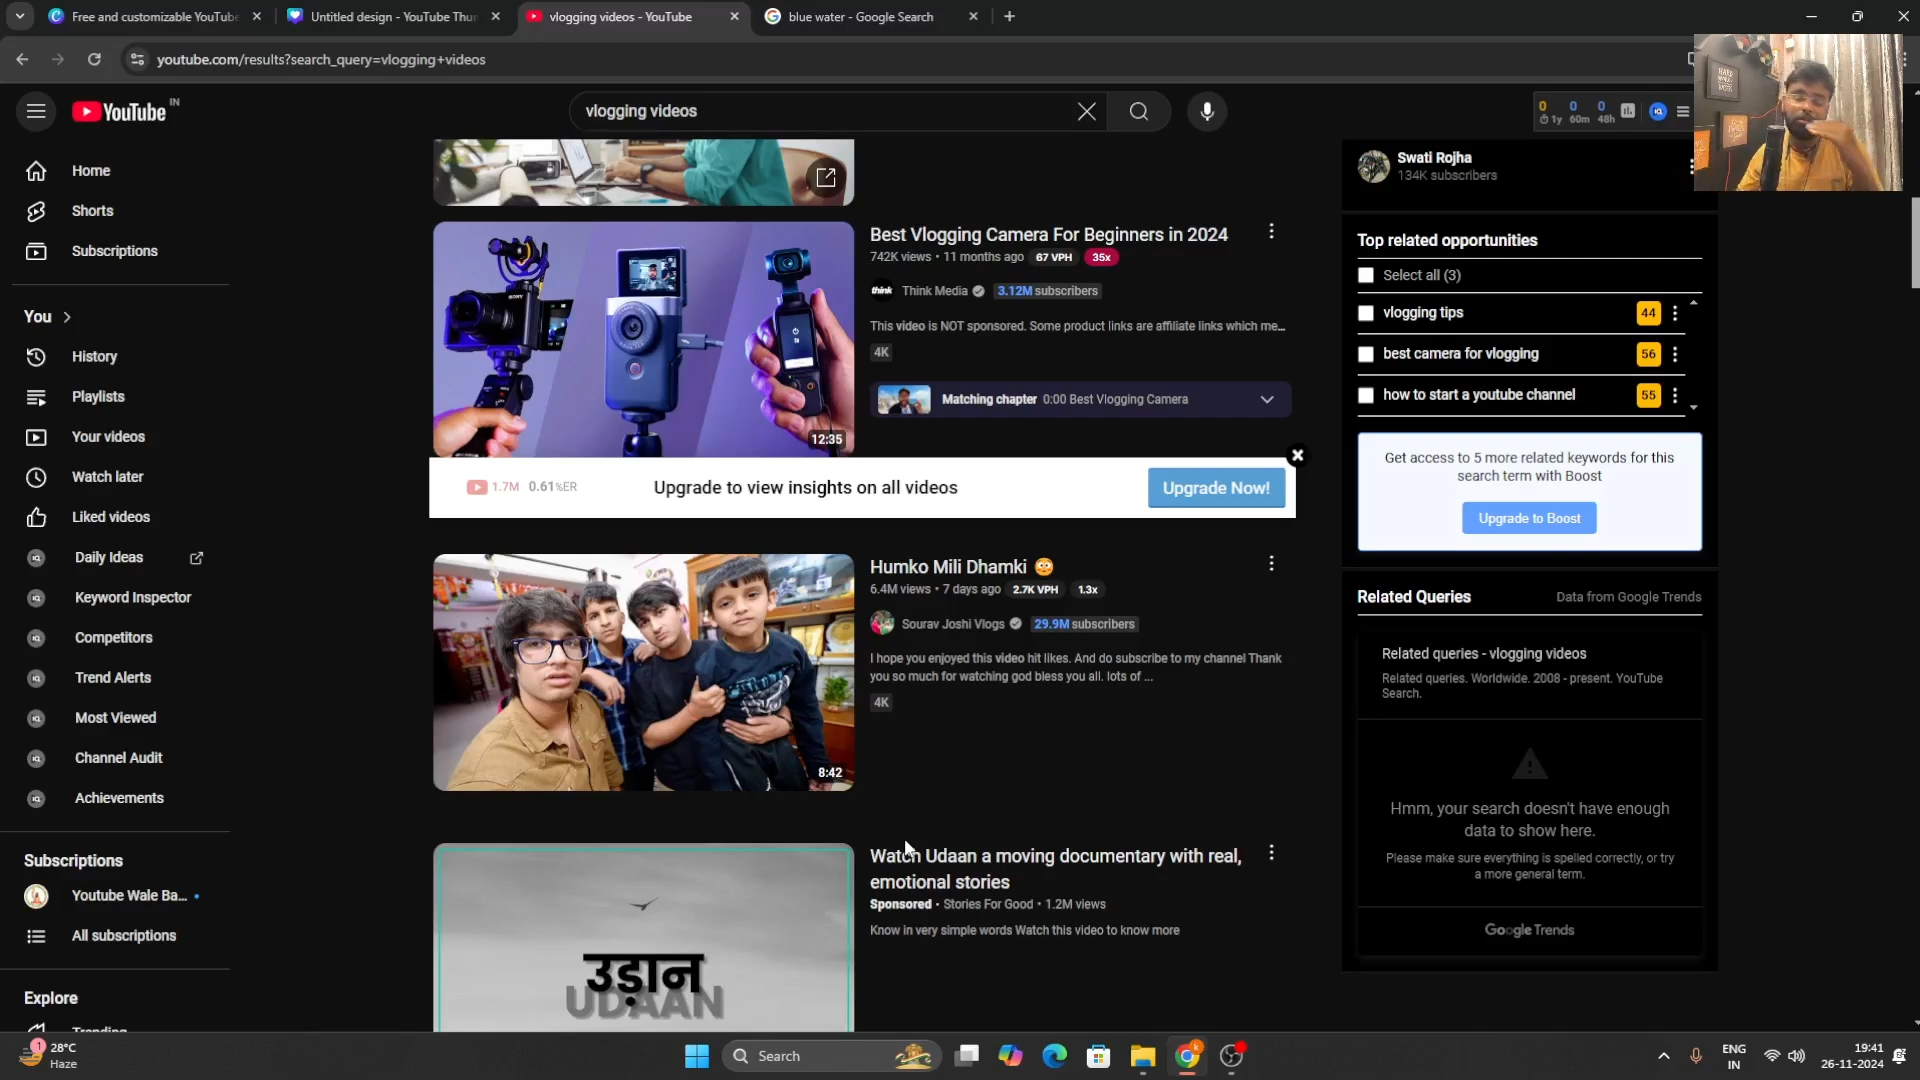 Free and customizable YouTube
Untitled design - YouTube Thu
vlogging videos - YouTube
blue water - Google Search
youtube.com/results?search_query=vlogging+videos
YouTube IN
vlogging videos
0 0 0
1y 60m 48h
Home
Shorts
Subscriptions
You
History
Playlists
Your videos
Watch later
Liked videos
Daily Ideas
Keyword Inspector
Competitors
Trend Alerts
Most Viewed
Channel Audit
Achievements
Subscriptions
Youtube Wale Ba...
All subscriptions
Explore
Trending
Best Vlogging Camera For Beginners in 2024
742K views • 11 months ago 67 VPH 35x
think Think Media 3.12M subscribers
This video is NOT sponsored. Some product links are affiliate links which me...
4K
Matching chapter 0:00 Best Vlogging Camera
SONY
12:35
1.7M 0.61%ER Upgrade to view insights on all videos Upgrade Now!
Humko Mili Dhamki 😳
6.4M views • 7 days ago 2.7K VPH 1.3x
Sourav Joshi Vlogs 29.9M subscribers
I hope you enjoyed this video hit likes. And do subscribe to my channel Thank
you so much for watching god bless you all. lots of ...
4K
8:42
Watch Udaan a moving documentary with real,
emotional stories
Sponsored • Stories For Good • 1.2M views
Know in very simple words Watch this video to know more
उड़ान
UDAAN
Swati Rojha
134K subscribers
Top related opportunities
Select all (3)
vlogging tips 44
best camera for vlogging 56
how to start a youtube channel 55
Get access to 5 more related keywords for this
search term with Boost
Upgrade to Boost
Related Queries Data from Google Trends
Related queries - vlogging videos
Related queries. Worldwide. 2008 - present. YouTube
Search.
Hmm, your search doesn't have enough
data to show here.
Please make sure everything is spelled correctly, or try
a more general term.
Google Trends
HARD
WORK
1
28°C
Haze
Search
ENG
IN
19:41
26-11-2024